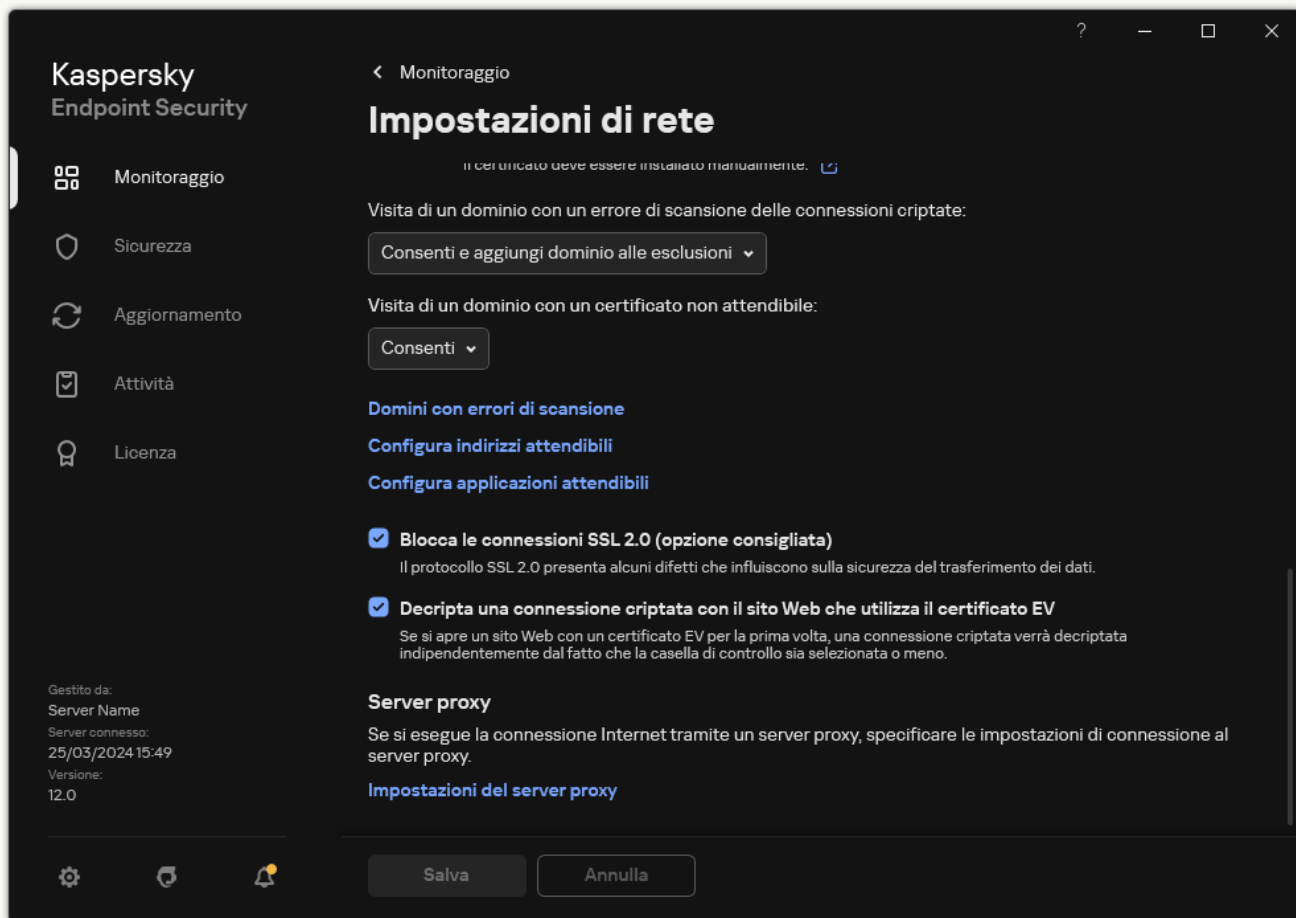 ?
Kaspersky
Endpoint Security
Monitoraggio
Sicurezza
Aggiornamento
Attività
Licenza
Gestito da:
Server Name
Server connesso:
25/03/2024 15:49
Versione:
12.0
Monitoraggio
Impostazioni di rete
Il certificato deve essere installato manualmente.
Visita di un dominio con un errore di scansione delle connessioni criptate:
Consenti e aggiungi dominio alle esclusioni
Visita di un dominio con un certificato non attendibile:
Consenti
Domini con errori di scansione
Configura indirizzi attendibili
Configura applicazioni attendibili
Blocca le connessioni SSL 2.0 (opzione consigliata)
Il protocollo SSL 2.0 presenta alcuni difetti che influiscono sulla sicurezza del trasferimento dei dati.
Decripta una connessione criptata con il sito Web che utilizza il certificato EV
Se si apre un sito Web con un certificato EV per la prima volta, una connessione criptata verrà decriptata
indipendentemente dal fatto che la casella di controllo sia selezionata o meno.
Server proxy
Se si esegue la connessione Internet tramite un server proxy, specificare le impostazioni di connessione al
server proxy.
Impostazioni del server proxy
Salva
Annulla